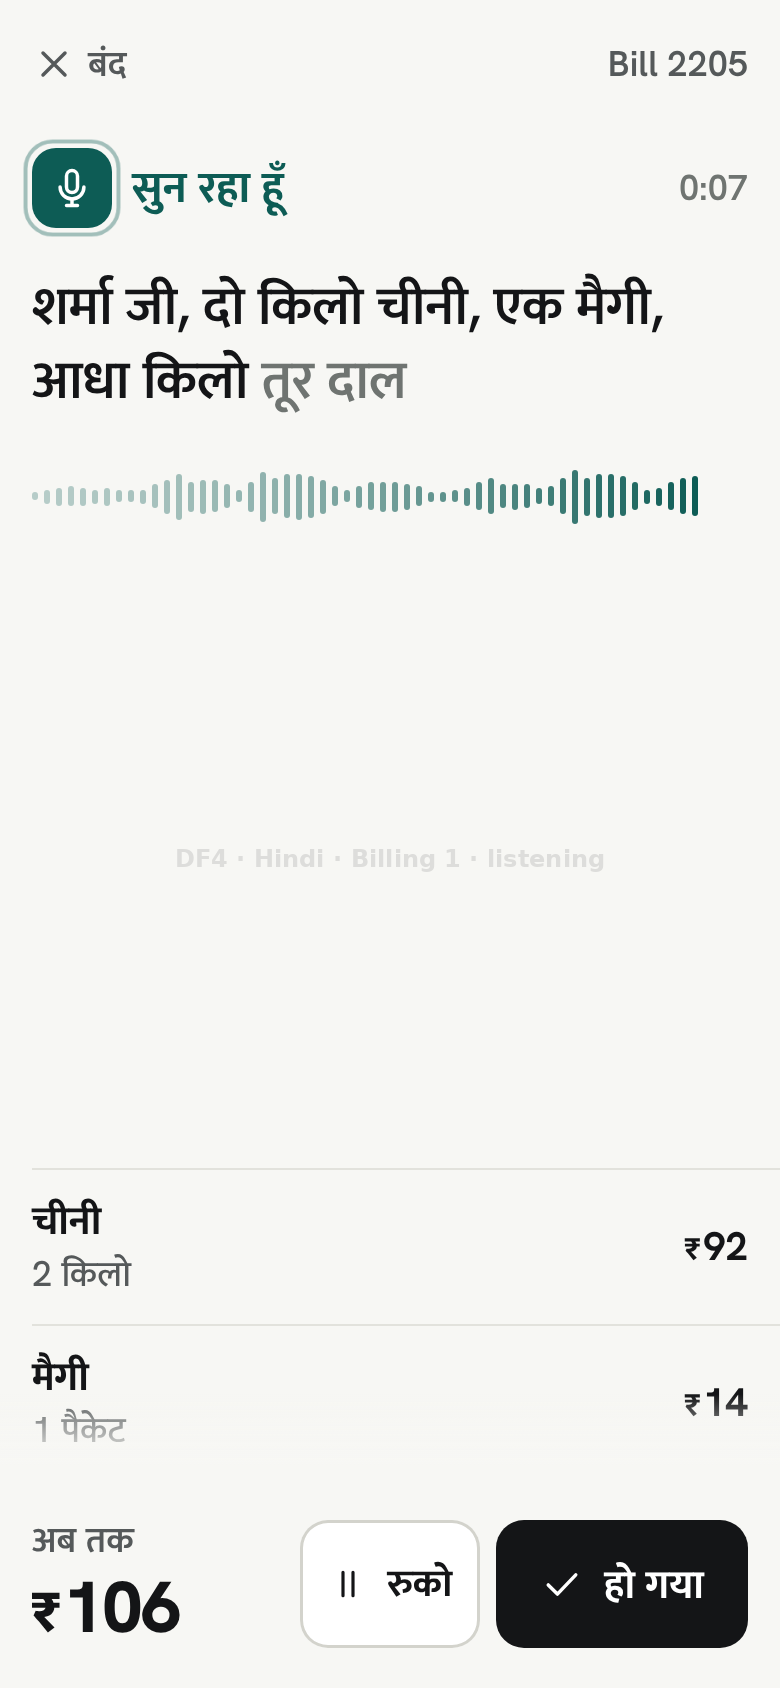 बंद
Bill 2205
सुन रहा हूँ
0:07
शर्मा जी, दो किलो चीनी, एक मैगी,
आधा किलो तूर दाल
DF4 · Hindi · Billing 1 · listening
चीनी
2 किलो
₹92
मैगी
1 पैकेट
₹14
अब तक
₹106
रुको
हो गया